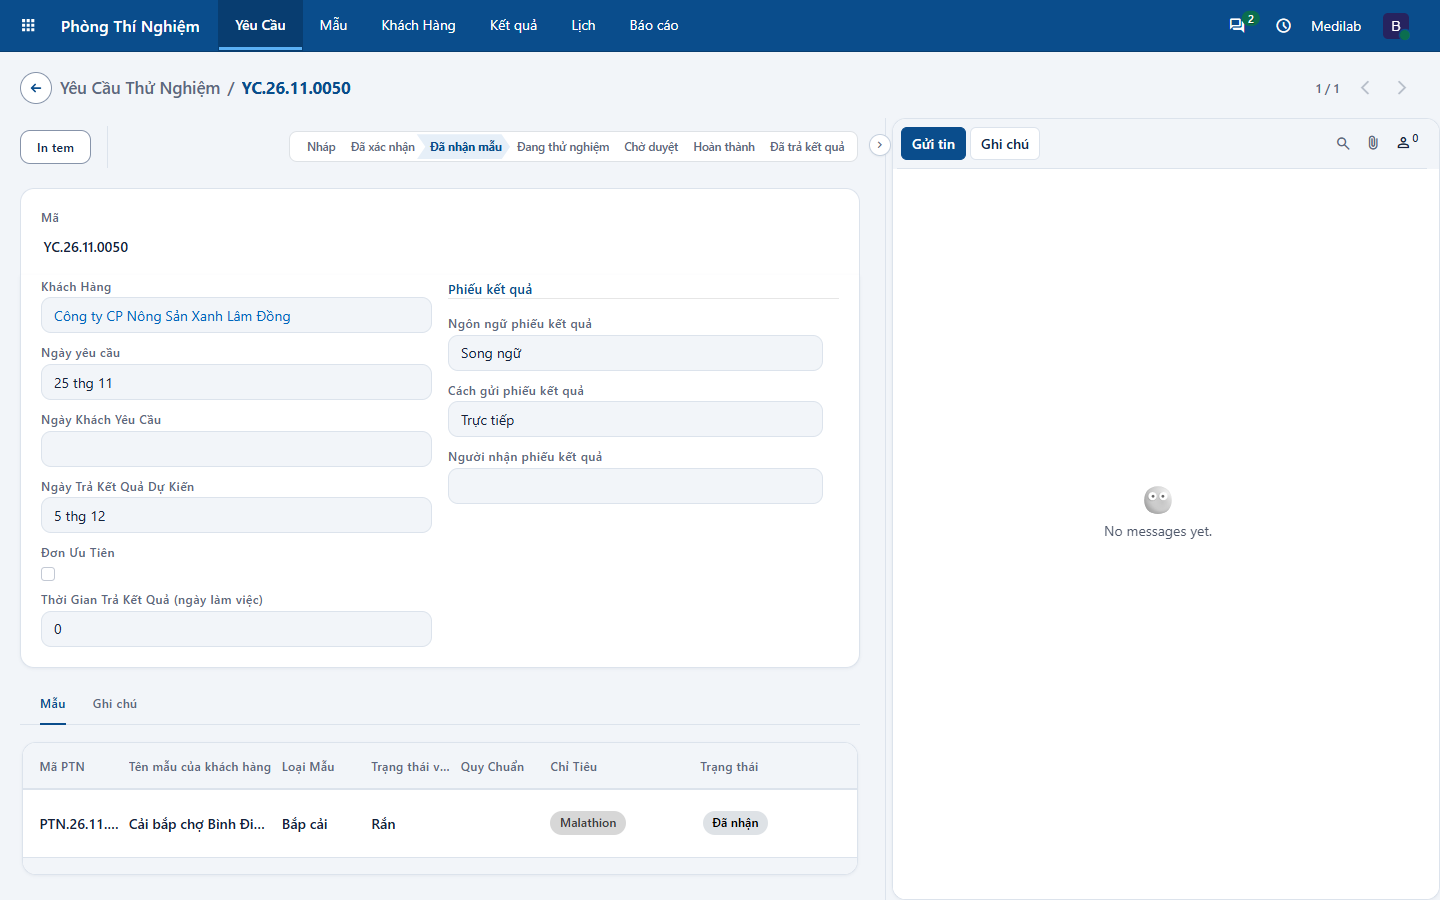 Phòng Thí Nghiệm
Yêu Cầu
Mẫu
Khách Hàng
Kết quả
Lịch
Báo cáo
2
Medilab
B
Yêu Cầu Thử Nghiệm / YC.26.11.0050
1 / 1
In tem
Nháp
Đã xác nhận
Đã nhận mẫu
Đang thử nghiệm
Chờ duyệt
Hoàn thành
Đã trả kết quả
Gửi tin
Ghi chú
0
Mã
YC.26.11.0050
Khách Hàng
Công ty CP Nông Sản Xanh Lâm Đồng
Ngày yêu cầu
25 thg 11
Ngày Khách Yêu Cầu
Ngày Trả Kết Quả Dự Kiến
5 thg 12
Đơn Ưu Tiên
Thời Gian Trả Kết Quả (ngày làm việc)
0
Phiếu kết quả
Ngôn ngữ phiếu kết quả
Song ngữ
Cách gửi phiếu kết quả
Trực tiếp
Người nhận phiếu kết quả
No messages yet.
Mẫu
Ghi chú
Mã PTN
Tên mẫu của khách hàng
Loại Mẫu
Trạng thái v...
Quy Chuẩn
Chỉ Tiêu
Trạng thái
PTN.26.11....
Cải bắp chợ Bình Đi...
Bắp cải
Rắn
Malathion
Đã nhận